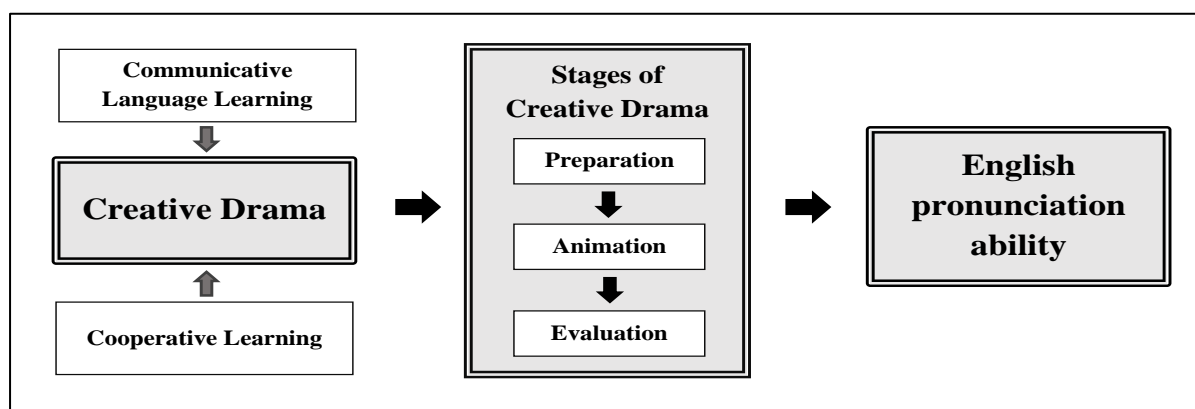 Communicative
Language Learning
Creative Drama
Cooperative Learning
Stages of
Creative Drama
Preparation
Animation
Evaluation
English
pronunciation
ability